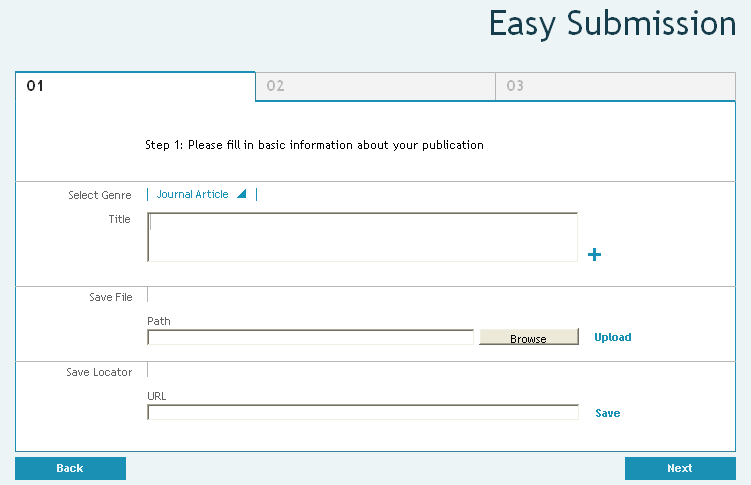 Easy Submission
01 02 03
Step 1: Please fill in basic information about your publication
Select Genre Journal Article
Title
+
Save File
Path
Browse Upload
Save Locator
URL
Save
Back Next